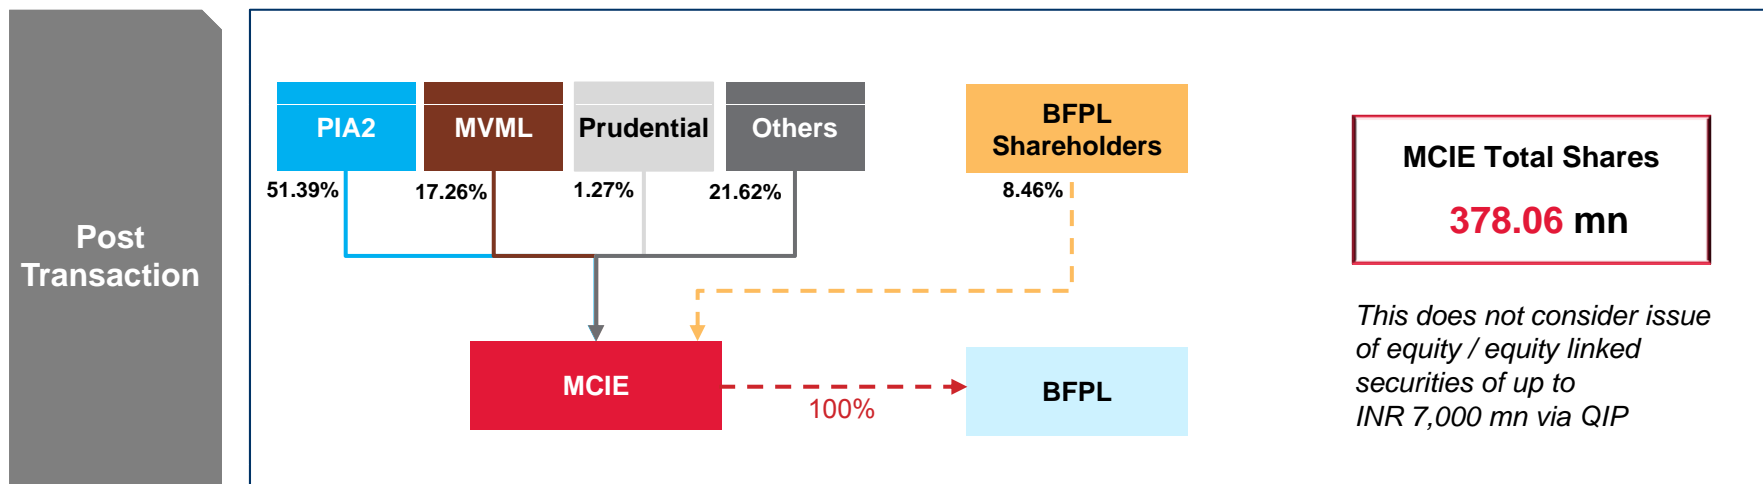 Post
Transaction
PIA2
MVML
Prudential
Others
BFPL
Shareholders
51.39%
17.26%
1.27%
21.62%
8.46%
MCIE
100%
BFPL
MCIE Total Shares
378.06 mn
This does not consider issue
of equity / equity linked
securities of up to
INR 7,000 mn via QIP